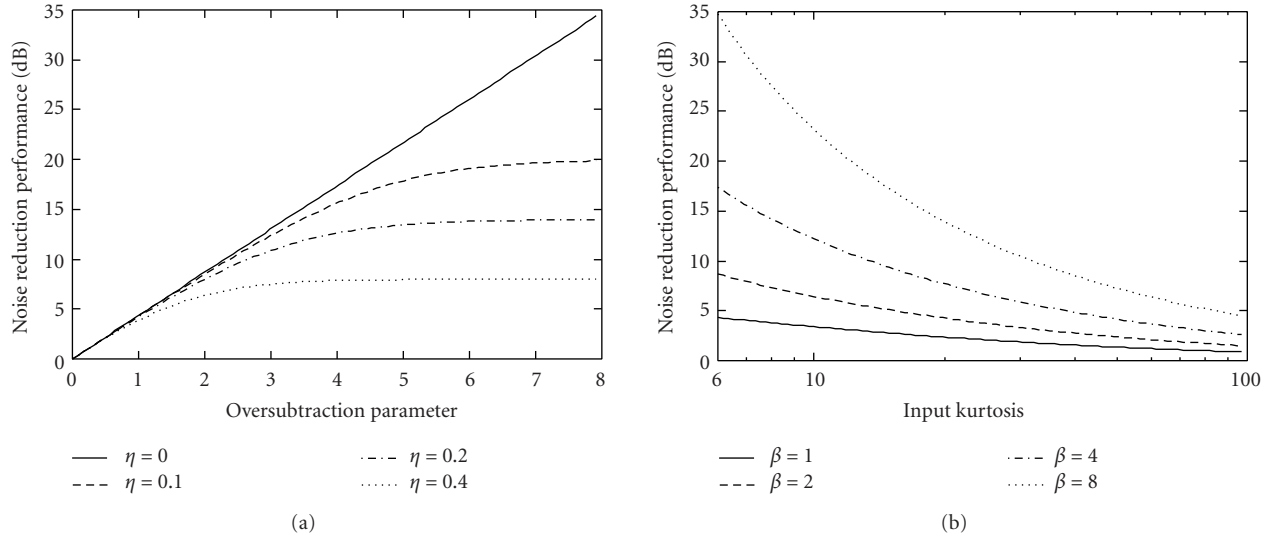 Noise reduction performance (dB)
35
30
25
20
15
10
5
0
0 1 2 3 4 5 6 7 8
Oversubtraction parameter
η = 0
η = 0.1
η = 0.2
η = 0.4
(a)
Noise reduction performance (dB)
35
30
25
20
15
10
5
0
6 10 100
Input kurtosis
β = 1
β = 2
β = 4
β = 8
(b)